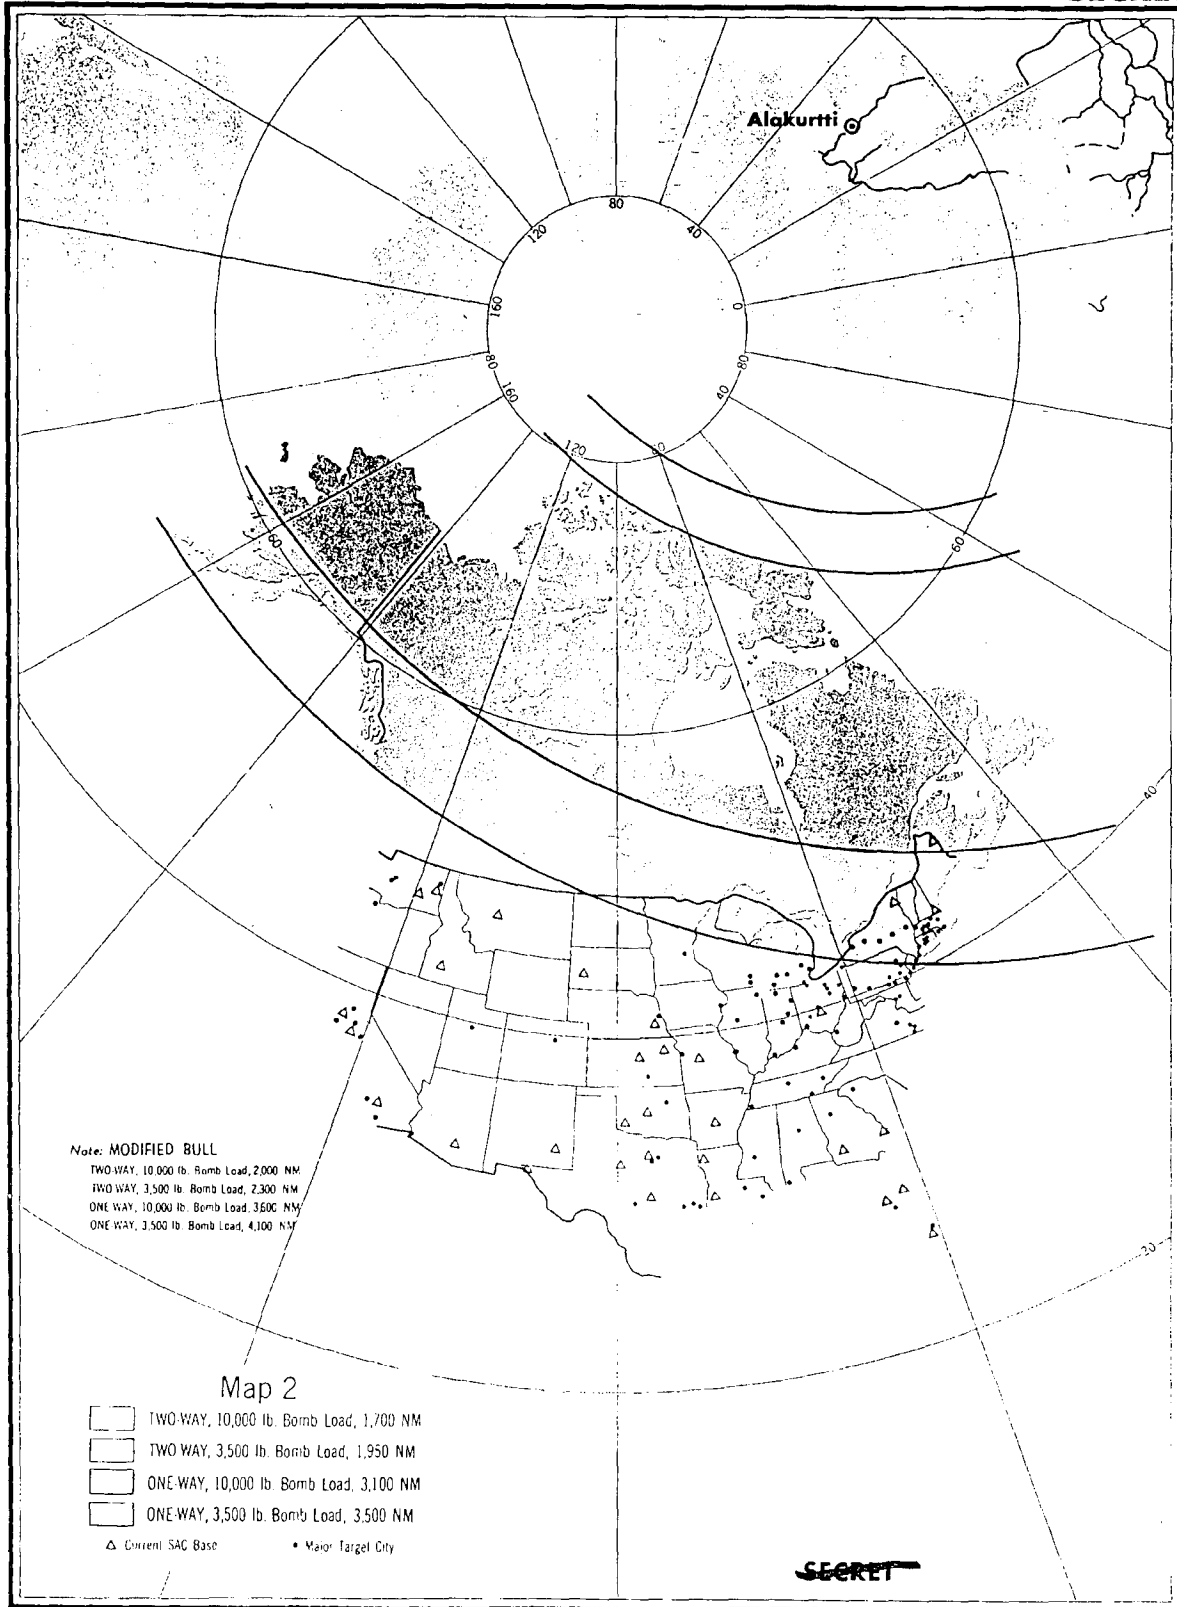 Alakurtti
80
120
40
160
0
80
80
160
40
120
60
60
40
20
Note: MODIFIED BULL
TWO-WAY, 10,000 lb. Bomb Load, 2,000 NM
TWO-WAY, 3,500 lb. Bomb Load, 2,300 NM
ONE WAY, 10,000 lb. Bomb Load, 3,600 NM
ONE WAY, 3,500 lb. Bomb Load, 4,100 NM
Map 2
TWO-WAY, 10,000 lb. Bomb Load, 1,700 NM
TWO WAY, 3,500 lb. Bomb Load, 1,950 NM
ONE-WAY, 10,000 lb. Bomb Load, 3,100 NM
ONE-WAY, 3,500 lb. Bomb Load, 3,500 NM
Current SAC Base
Major Target City
SECRET